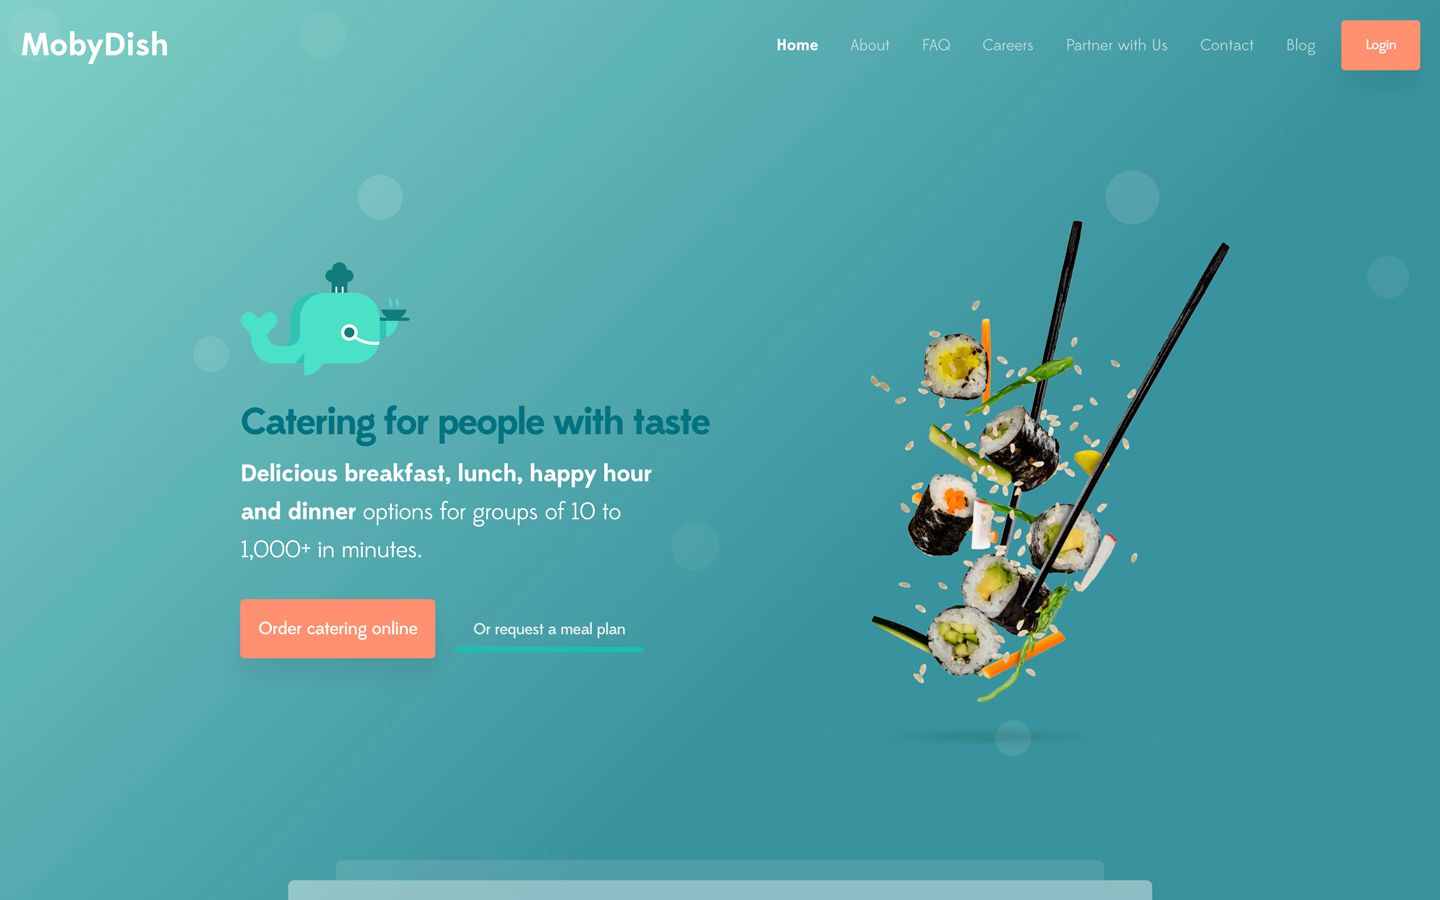 MobyDish
Home About FAQ Careers Partner with Us Contact Blog Login
Catering for people with taste
Delicious breakfast, lunch, happy hour
and dinner options for groups of 10 to
1,000+ in minutes.
Order catering online Or request a meal plan